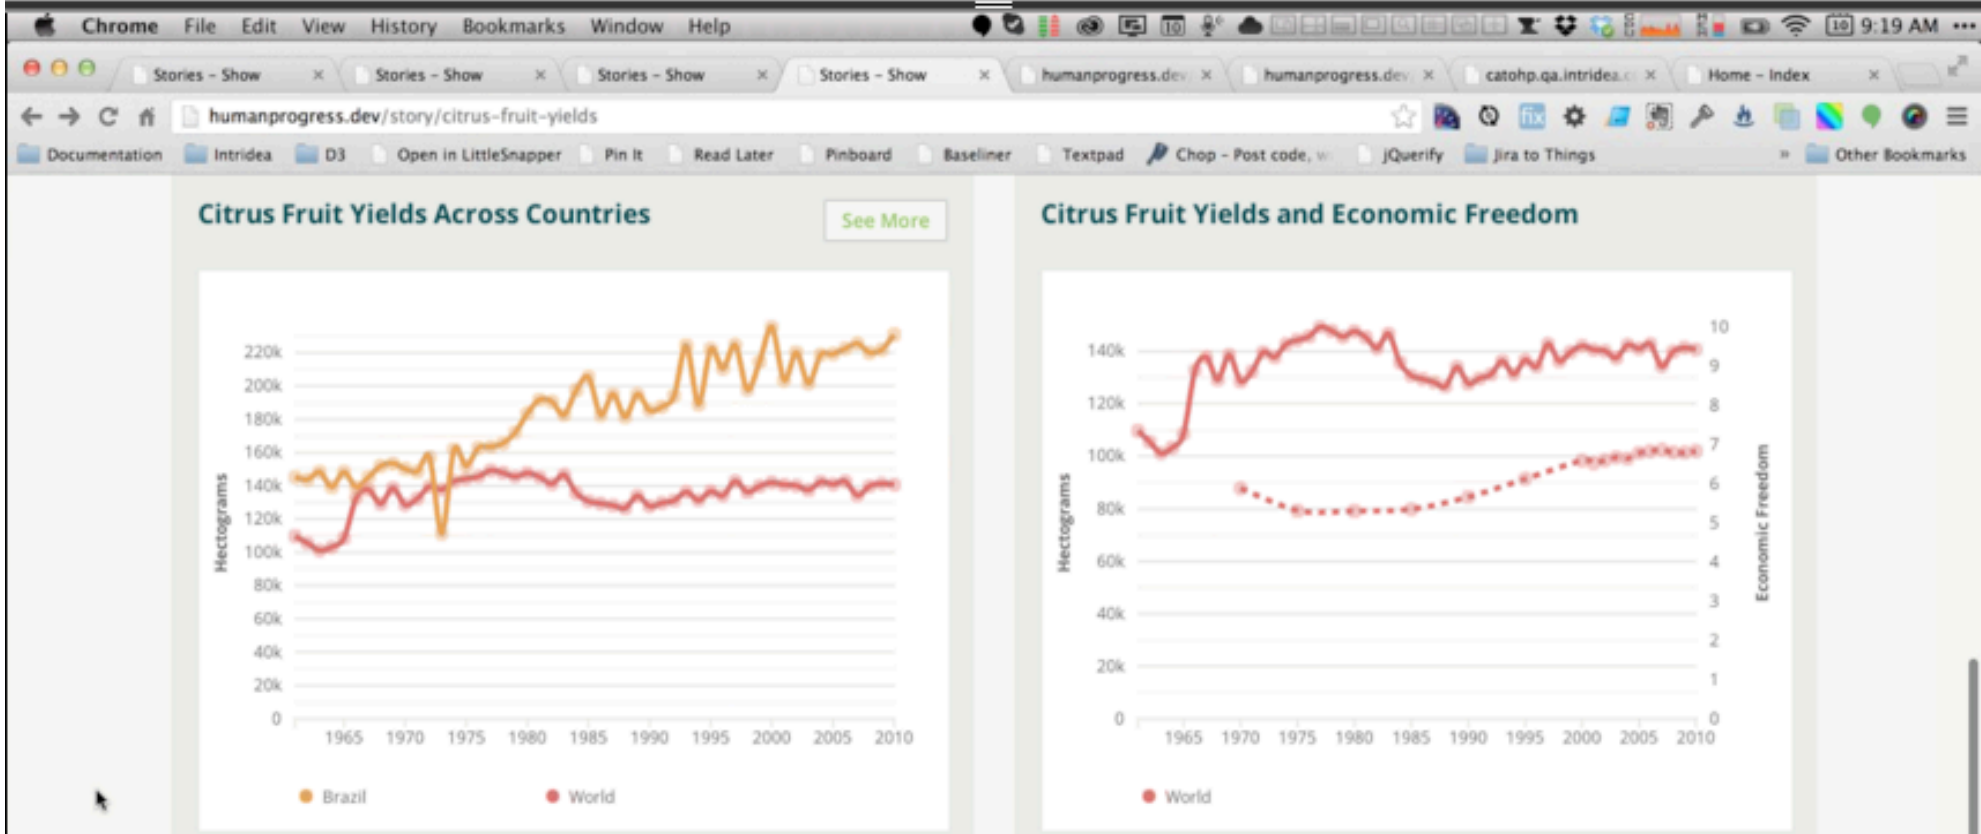 Chrome File Edit View History Bookmarks Window Help 9:19 AM
Stories – Show Stories – Show Stories – Show Stories – Show humanprogress.dev humanprogress.dev catohp.qa.intridea.c Home – Index
humanprogress.dev/story/citrus-fruit-yields
Documentation Intridea D3 Open in LittleSnapper Pin It Read Later Pinboard Baseliner Textpad Chop – Post code, jQuerify Jira to Things » Other Bookmarks
Citrus Fruit Yields Across Countries
See More
220k
200k
180k
160k
140k
120k
100k
80k
60k
40k
20k
0
Hectograms
1965 1970 1975 1980 1985 1990 1995 2000 2005 2010
Brazil World
Citrus Fruit Yields and Economic Freedom
140k
120k
100k
80k
60k
40k
20k
0
Hectograms
10
9
8
7
6
5
4
3
2
1
0
Economic Freedom
1965 1970 1975 1980 1985 1990 1995 2000 2005 2010
World